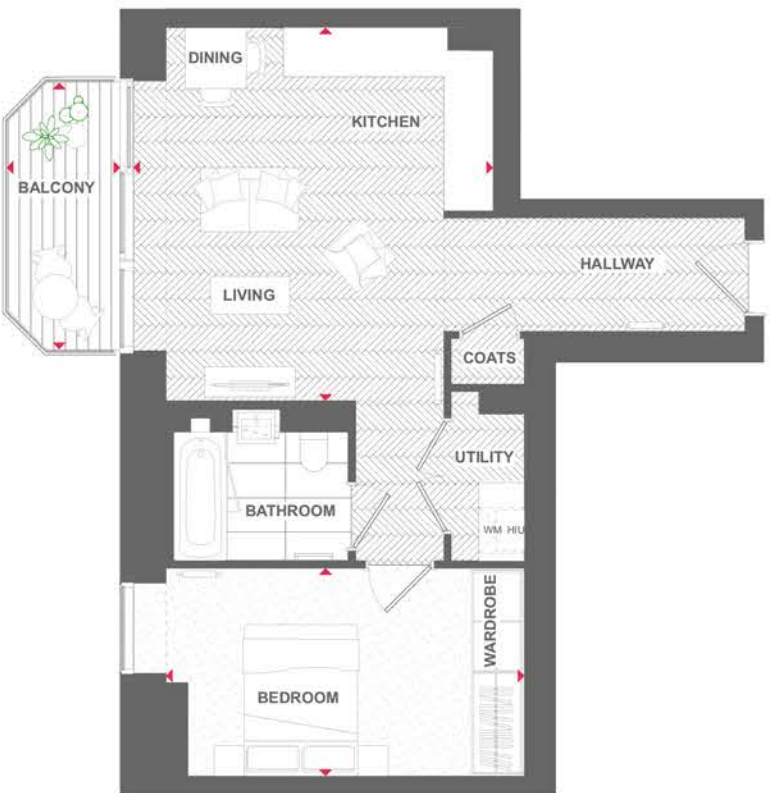 DINING
KITCHEN
BALCONY
HALLWAY
LIVING
COATS
UTILITY
BATHROOM
WM HIU
WARDROBE
BEDROOM